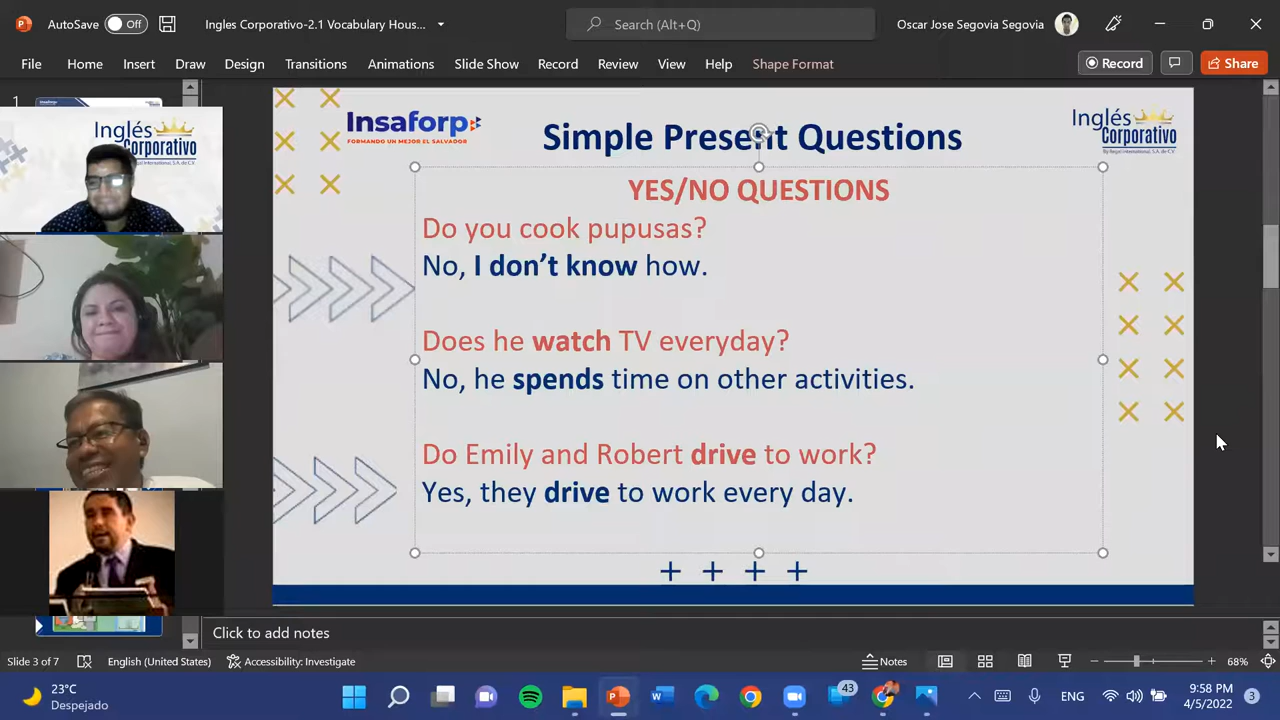 AutoSave Off
Ingles Corporativo-2.1 Vocabulary Hous...
Search (Alt+Q)
Oscar Jose Segovia Segovia
File Home Insert Draw Design Transitions Animations Slide Show Record Review View Help Shape Format
Record
Share
1
Inglés
Corporativo
Insaforp
FORMANDO UN MEJOR EL SALVADOR
Simple Present Questions
Inglés
Corporativo
YES/NO QUESTIONS
Do you cook pupusas?
No, I don’t know how.
Does he watch TV everyday?
No, he spends time on other activities.
Do Emily and Robert drive to work?
Yes, they drive to work every day.
Click to add notes
Slide 3 of 7 English (United States) Accessibility: Investigate Notes 68%
23°C
Despejado
43
ENG
9:58 PM
4/5/2022
3